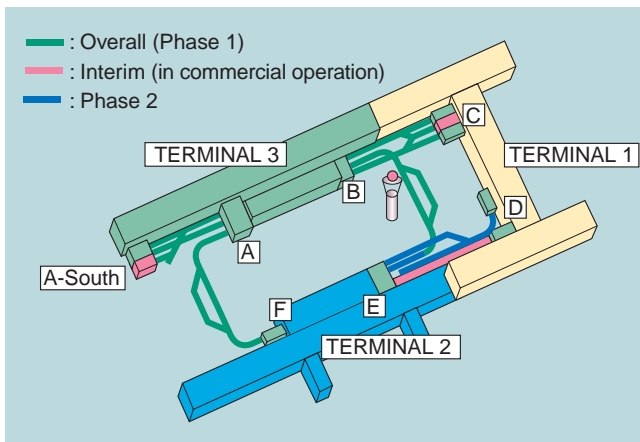 : Overall (Phase 1)
: Interim (in commercial operation)
: Phase 2
C
TERMINAL 3
TERMINAL 1
B
D
A
A-South
F
E
TERMINAL 2